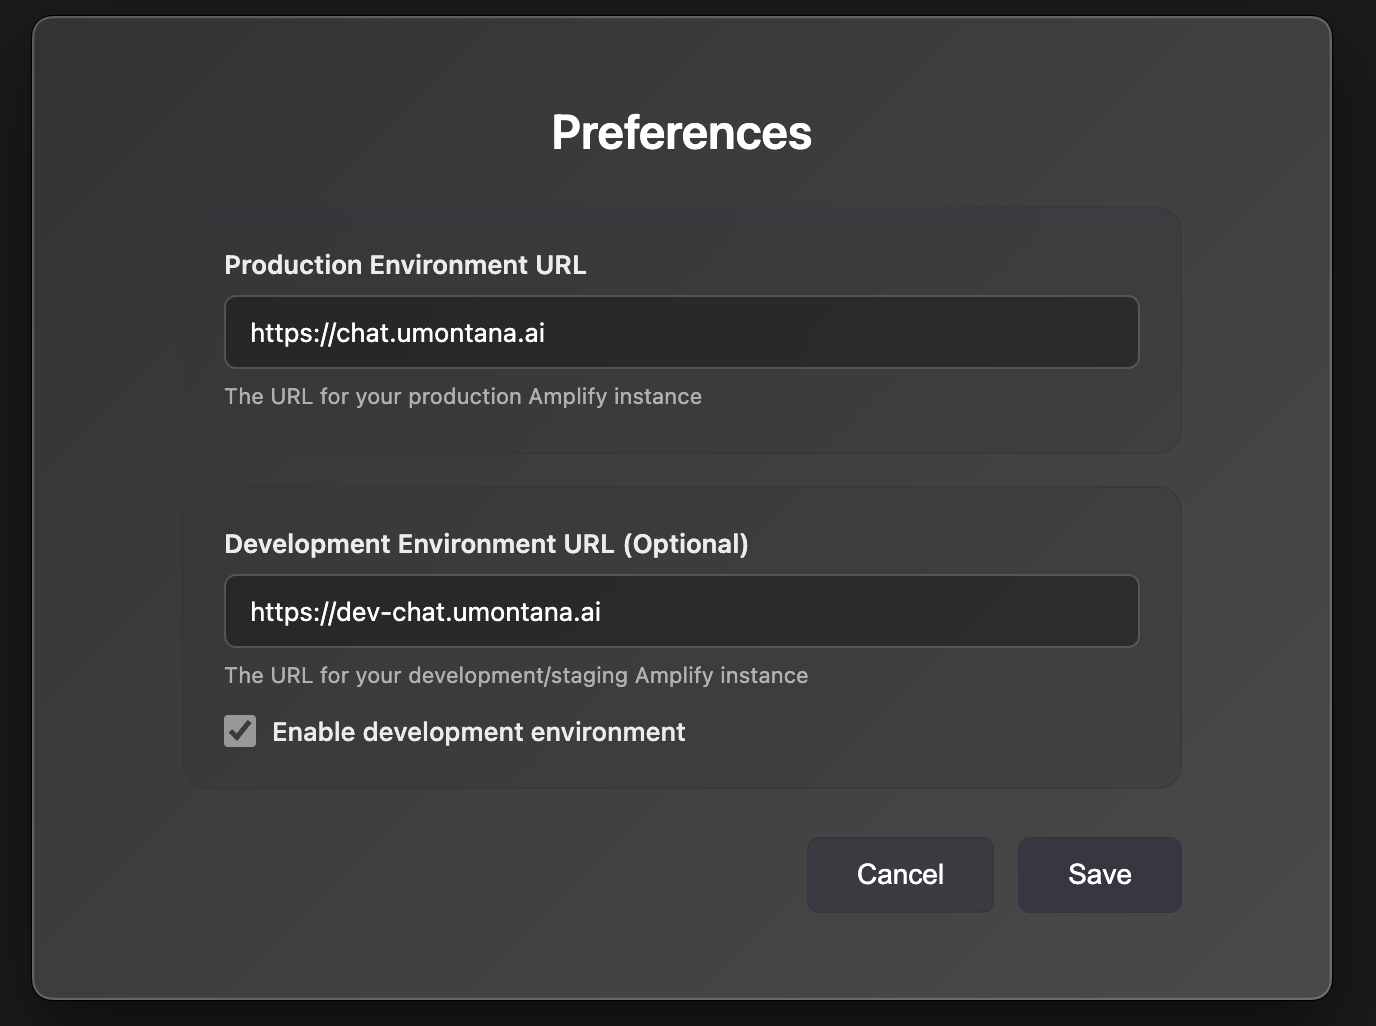 Preferences
Production Environment URL
https://chat.umontana.ai
The URL for your production Amplify instance
Development Environment URL (Optional)
https://dev-chat.umontana.ai
The URL for your development/staging Amplify instance
Enable development environment
Cancel
Save